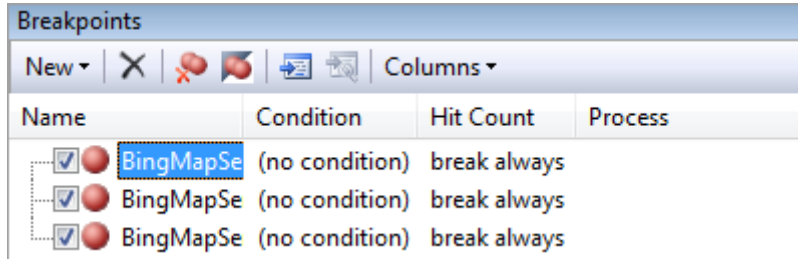 Breakpoints
New Columns
Name Condition Hit Count Process
BingMapSe (no condition) break always
BingMapSe (no condition) break always
BingMapSe (no condition) break always